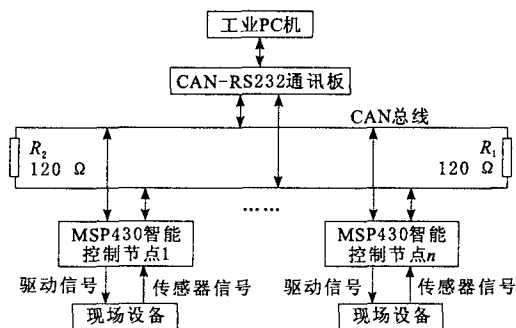 工业PC机
CAN-RS232通讯板
CAN总线
R₂
120 Ω
R₁
120 Ω
……
MSP430智能
控制节点1
MSP430智能
控制节点n
驱动信号
传感器信号
驱动信号
传感器信号
现场设备
现场设备